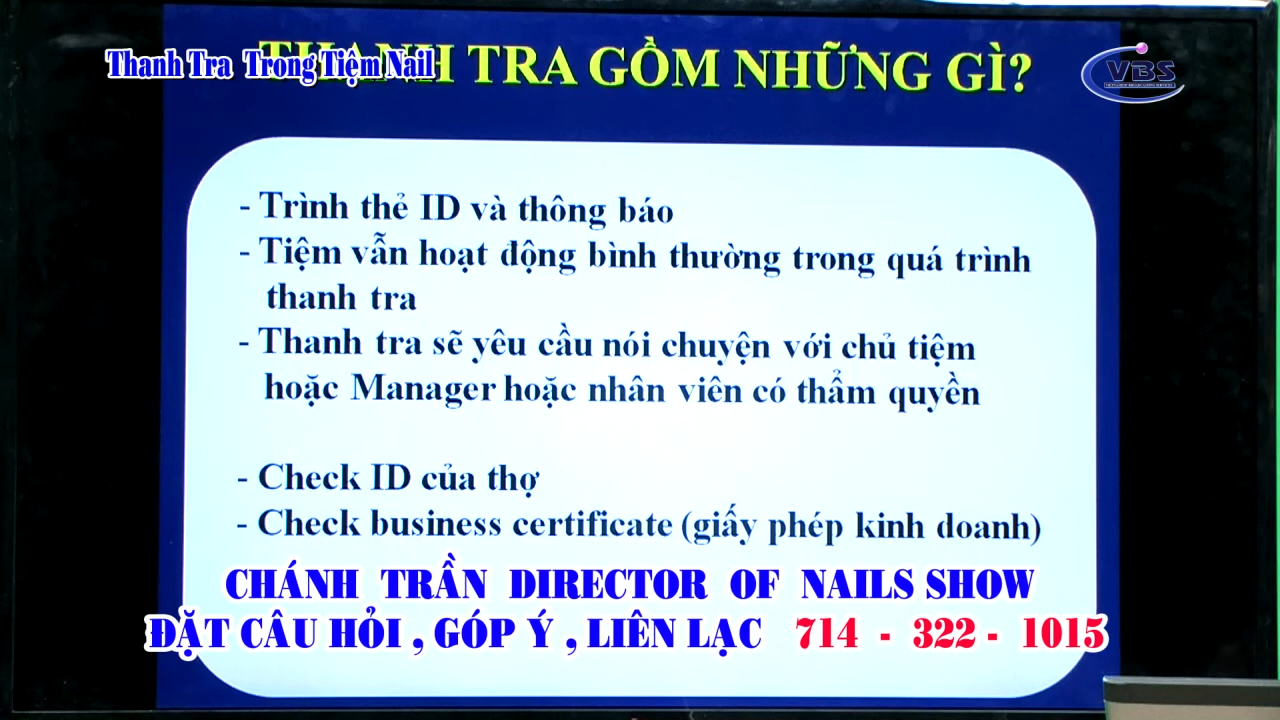 Thanh Tra Trong Tiệm Nail
THANH TRA GỒM NHỮNG GÌ?
VBS
- Trình thẻ ID và thông báo
- Tiệm vẫn hoạt động bình thường trong quá trình
thanh tra
- Thanh tra sẽ yêu cầu nói chuyện với chủ tiệm
hoặc Manager hoặc nhân viên có thẩm quyền
- Check ID của thợ
- Check business certificate (giấy phép kinh doanh)
CHÁNH TRẦN DIRECTOR OF NAILS SHOW
ĐẶT CÂU HỎI , GÓP Ý , LIÊN LẠC 714 - 322 - 1015